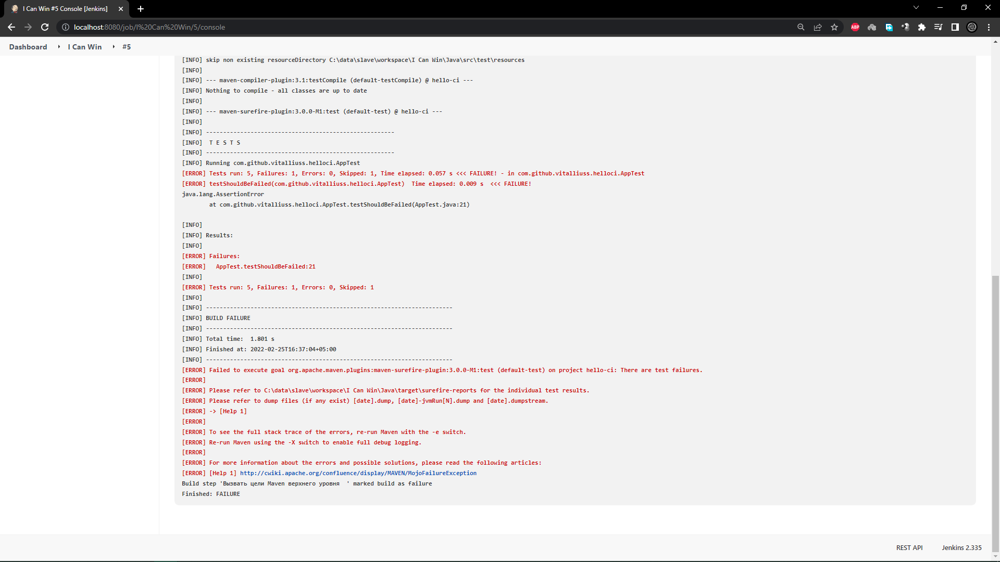 I Can Win #5 Console [Jenkins]
localhost:8080/job/I%20Can%20Win/5/console
ABP
Dashboard I Can Win #5
[INFO] skip non existing resourceDirectory C:\data\slave\workspace\I Can Win\Java\src\test\resources
[INFO]
[INFO] --- maven-compiler-plugin:3.1:testCompile (default-testCompile) @ hello-ci ---
[INFO] Nothing to compile - all classes are up to date
[INFO]
[INFO] --- maven-surefire-plugin:3.0.0-M1:test (default-test) @ hello-ci ---
[INFO]
[INFO] -------------------------------------------------------
[INFO]  T E S T S
[INFO] -------------------------------------------------------
[INFO] Running com.github.vitalliuss.helloci.AppTest
[ERROR] Tests run: 5, Failures: 1, Errors: 0, Skipped: 1, Time elapsed: 0.057 s <<< FAILURE! - in com.github.vitalliuss.helloci.AppTest
[ERROR] testShouldBeFailed(com.github.vitalliuss.helloci.AppTest)  Time elapsed: 0.009 s  <<< FAILURE!
java.lang.AssertionError
at com.github.vitalliuss.helloci.AppTest.testShouldBeFailed(AppTest.java:21)
[INFO]
[INFO] Results:
[INFO]
[ERROR] Failures:
[ERROR]   AppTest.testShouldBeFailed:21
[INFO]
[ERROR] Tests run: 5, Failures: 1, Errors: 0, Skipped: 1
[INFO]
[INFO] ------------------------------------------------------------------------
[INFO] BUILD FAILURE
[INFO] ------------------------------------------------------------------------
[INFO] Total time:  1.801 s
[INFO] Finished at: 2022-02-25T16:37:04+05:00
[INFO] ------------------------------------------------------------------------
[ERROR] Failed to execute goal org.apache.maven.plugins:maven-surefire-plugin:3.0.0-M1:test (default-test) on project hello-ci: There are test failures.
[ERROR]
[ERROR] Please refer to C:\data\slave\workspace\I Can Win\Java\target\surefire-reports for the individual test results.
[ERROR] Please refer to dump files (if any exist) [date].dump, [date]-jvmRun[N].dump and [date].dumpstream.
[ERROR] -> [Help 1]
[ERROR]
[ERROR] To see the full stack trace of the errors, re-run Maven with the -e switch.
[ERROR] Re-run Maven using the -X switch to enable full debug logging.
[ERROR]
[ERROR] For more information about the errors and possible solutions, please read the following articles:
[ERROR] [Help 1] http://cwiki.apache.org/confluence/display/MAVEN/MojoFailureException
Build step 'Вызвать цели Maven верхнего уровня  ' marked build as failure
Finished: FAILURE
REST API Jenkins 2.335